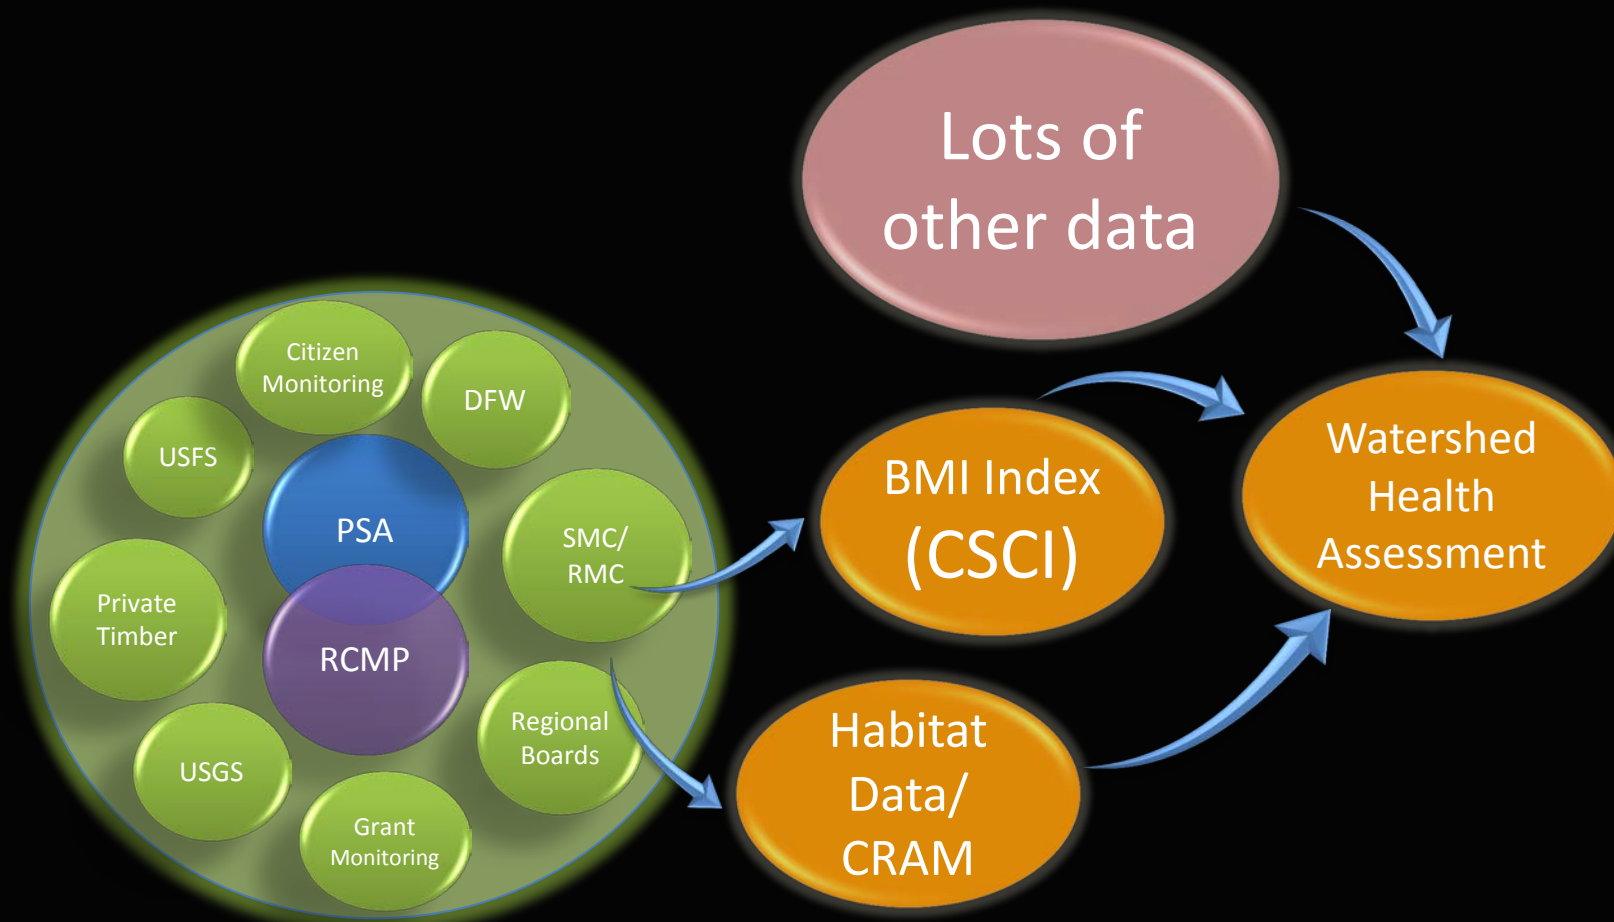 Lots of
other data
Citizen
Monitoring
DFW
USFS
PSA
SMC/
RMC
Private
Timber
RCMP
USGS
Regional
Boards
Grant
Monitoring
BMI Index
(CSCI)
Habitat
Data/
CRAM
Watershed
Health
Assessment